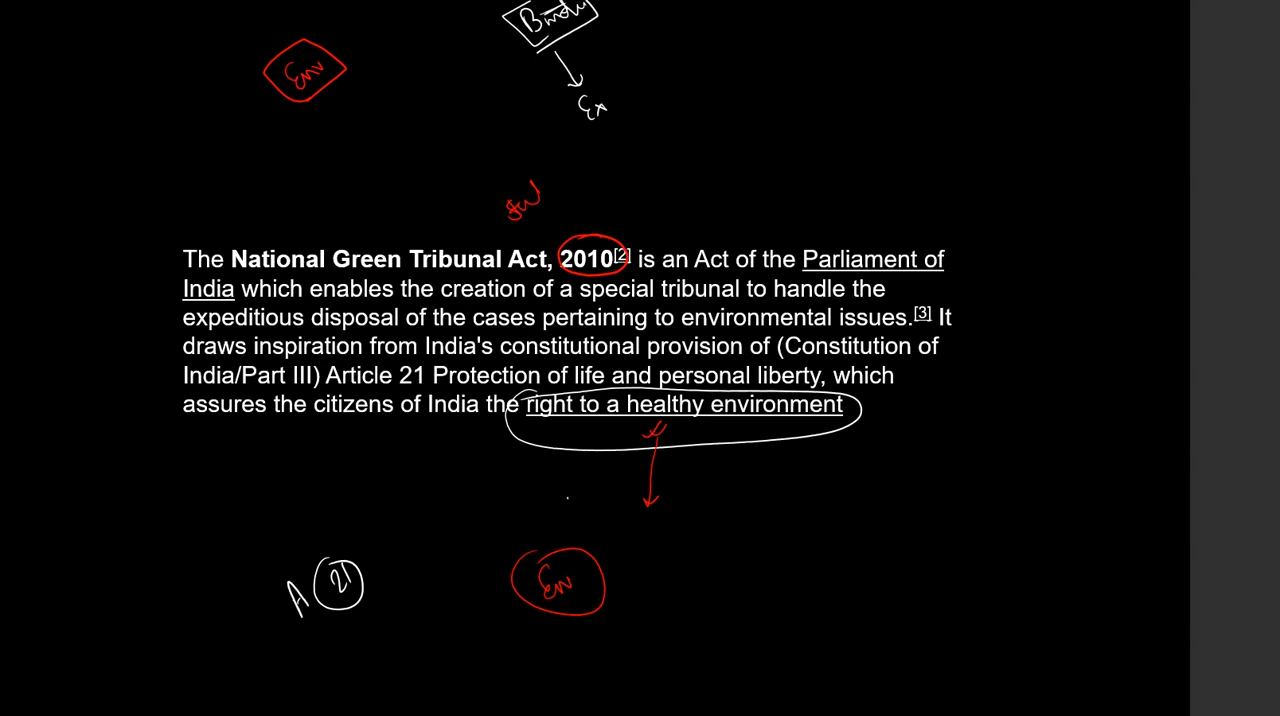 Env
Ex
The National Green Tribunal Act, 2010[2] is an Act of the Parliament of
India which enables the creation of a special tribunal to handle the
expeditious disposal of the cases pertaining to environmental issues.[3] It
draws inspiration from India's constitutional provision of (Constitution of
India/Part III) Article 21 Protection of life and personal liberty, which
assures the citizens of India the right to a healthy environment
A 21 Env